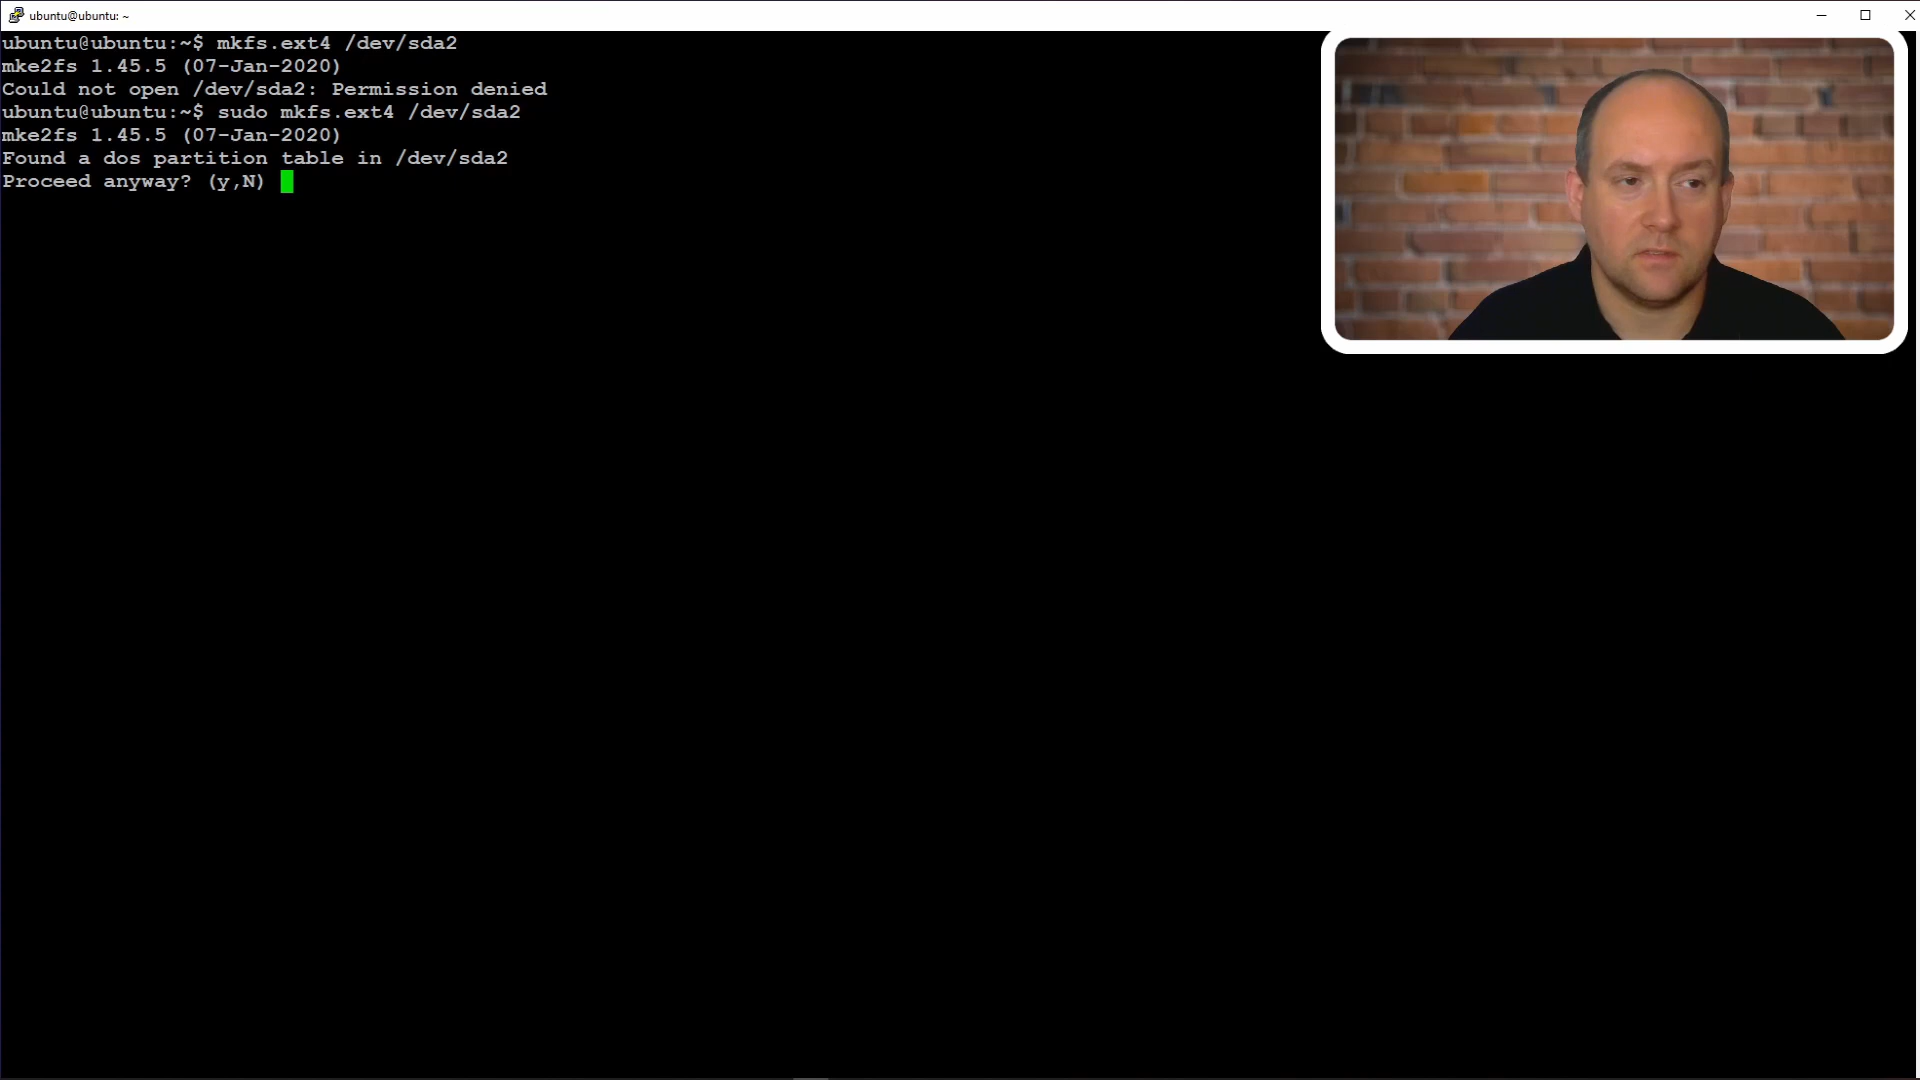 ubuntu@ubuntu: ~
ubuntu@ubuntu:~$ mkfs.ext4 /dev/sda2
mke2fs 1.45.5 (07-Jan-2020)
Could not open /dev/sda2: Permission denied
ubuntu@ubuntu:~$ sudo mkfs.ext4 /dev/sda2
mke2fs 1.45.5 (07-Jan-2020)
Found a dos partition table in /dev/sda2
Proceed anyway? (y,N)